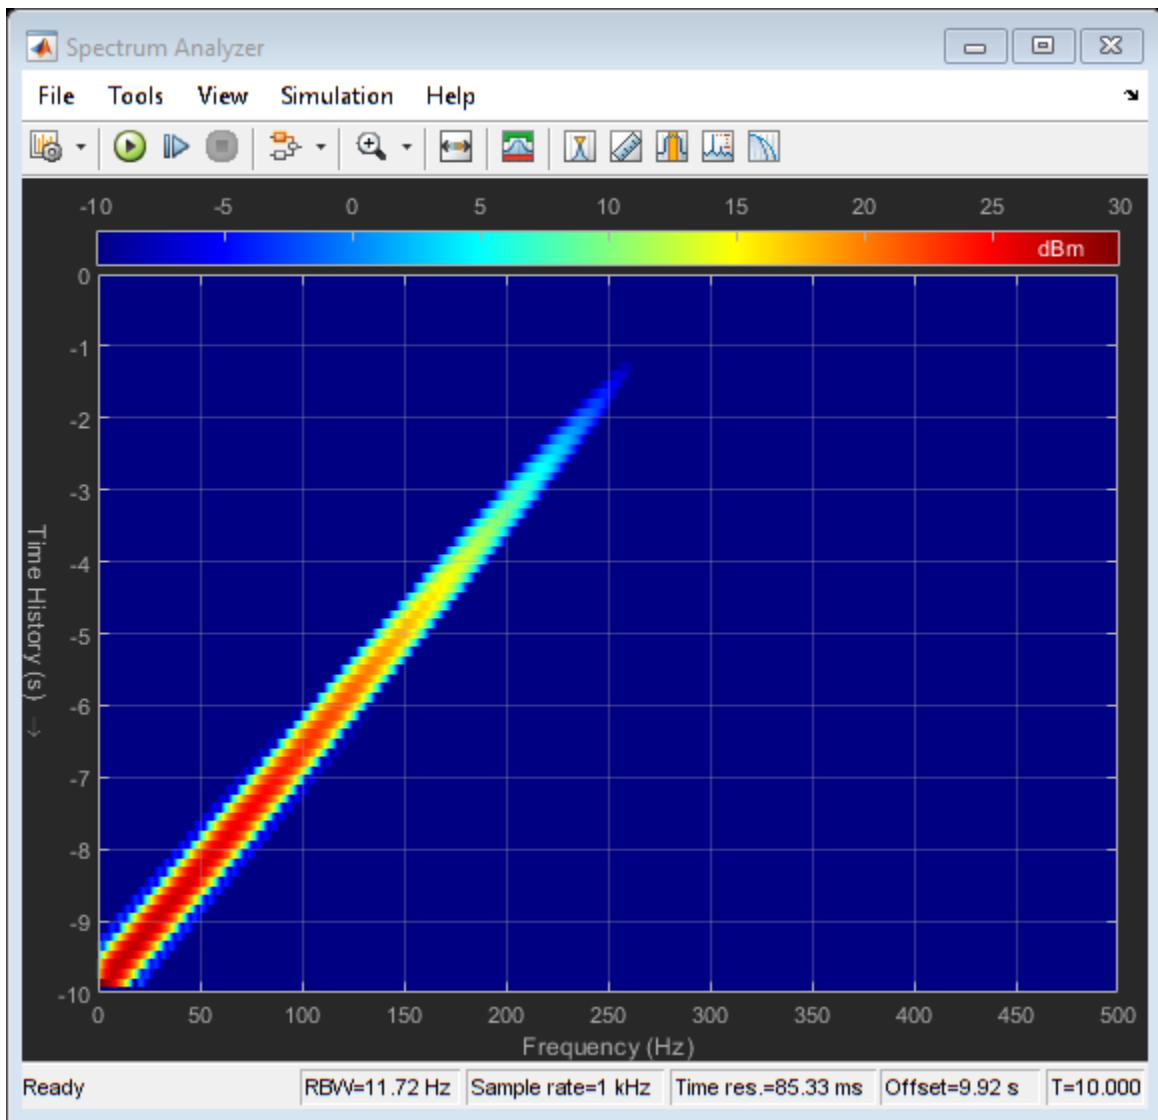 Spectrum Analyzer
File Tools View Simulation Help
-10 -5 0 5 10 15 20 25 30
dBm
0
-1
-2
-3
-4
-5
-6
-7
-8
-9
-10
Time History (s) →
0 50 100 150 200 250 300 350 400 450 500
Frequency (Hz)
Ready RBW=11.72 Hz Sample rate=1 kHz Time res.=85.33 ms Offset=9.92 s T=10.000